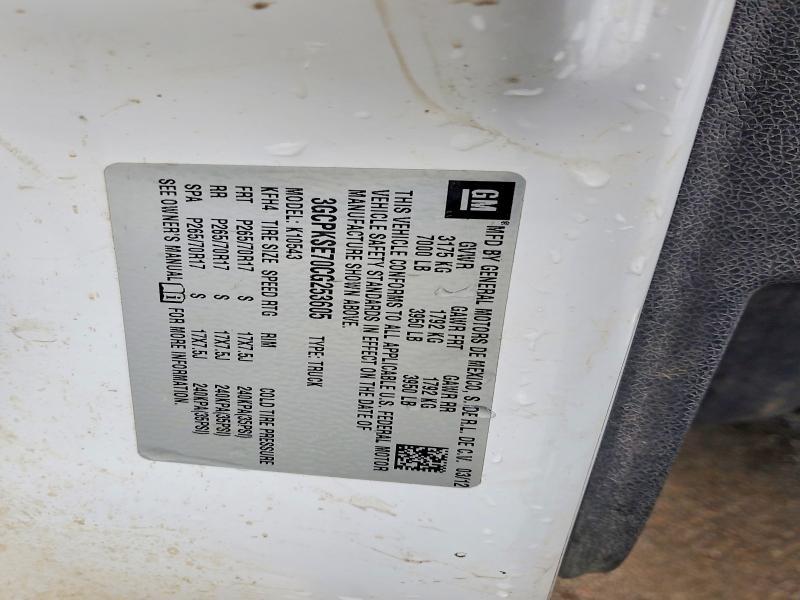 GM
®MFD BY GENERAL MOTORS DE MEXICO, S. DE R.L. DE C.V. 03/12
GVWR GAWR FRT GAWR RR
3175 KG 1792 KG 1792 KG
7000 LB 3950 LB 3950 LB
THIS VEHICLE CONFORMS TO ALL APPLICABLE U.S. FEDERAL MOTOR
VEHICLE SAFETY STANDARDS IN EFFECT ON THE DATE OF
MANUFACTURE SHOWN ABOVE.
3GCPKSE70CG253605 TYPE: TRUCK
MODEL: K10543
KFH4 TIRE SIZE SPEED RTG RIM COLD TIRE PRESSURE
FRT P265/70R17 S 17X7.5J 240KPA(35PSI)
RR P265/70R17 S 17X7.5J 240KPA(35PSI)
SPA P265/70R17 S 17X7.5J 240KPA(35PSI)
SEE OWNER'S MANUAL FOR MORE INFORMATION.